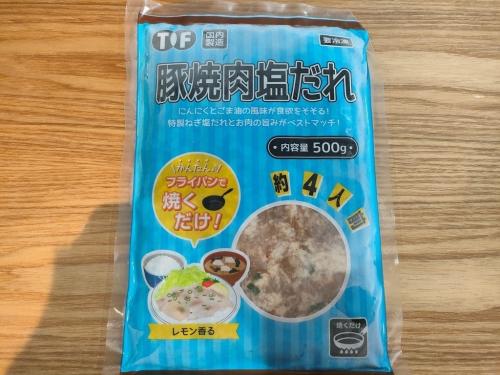 TOF
国内
製造
要冷凍
豚焼肉塩だれ
にんにくとごま油の風味が食欲をそそる!
特製ねぎ塩だれとお肉の旨みがベストマッチ!
内容量 500g
かんたん♪
フライパンで
焼く
だけ!
約4人
レモン香る
焼くだけ